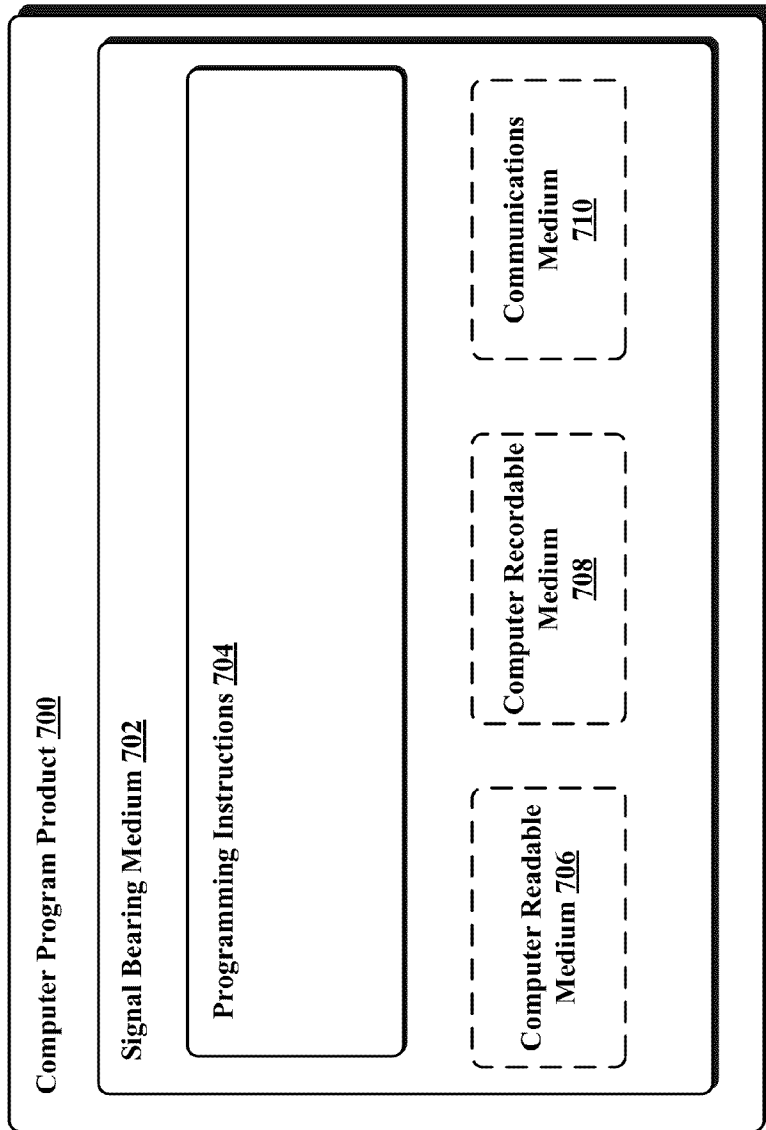 Computer Program Product 700
Signal Bearing Medium 702
Programming Instructions 704
Computer Readable
Medium 706
Computer Recordable
Medium
708
Communications
Medium
710